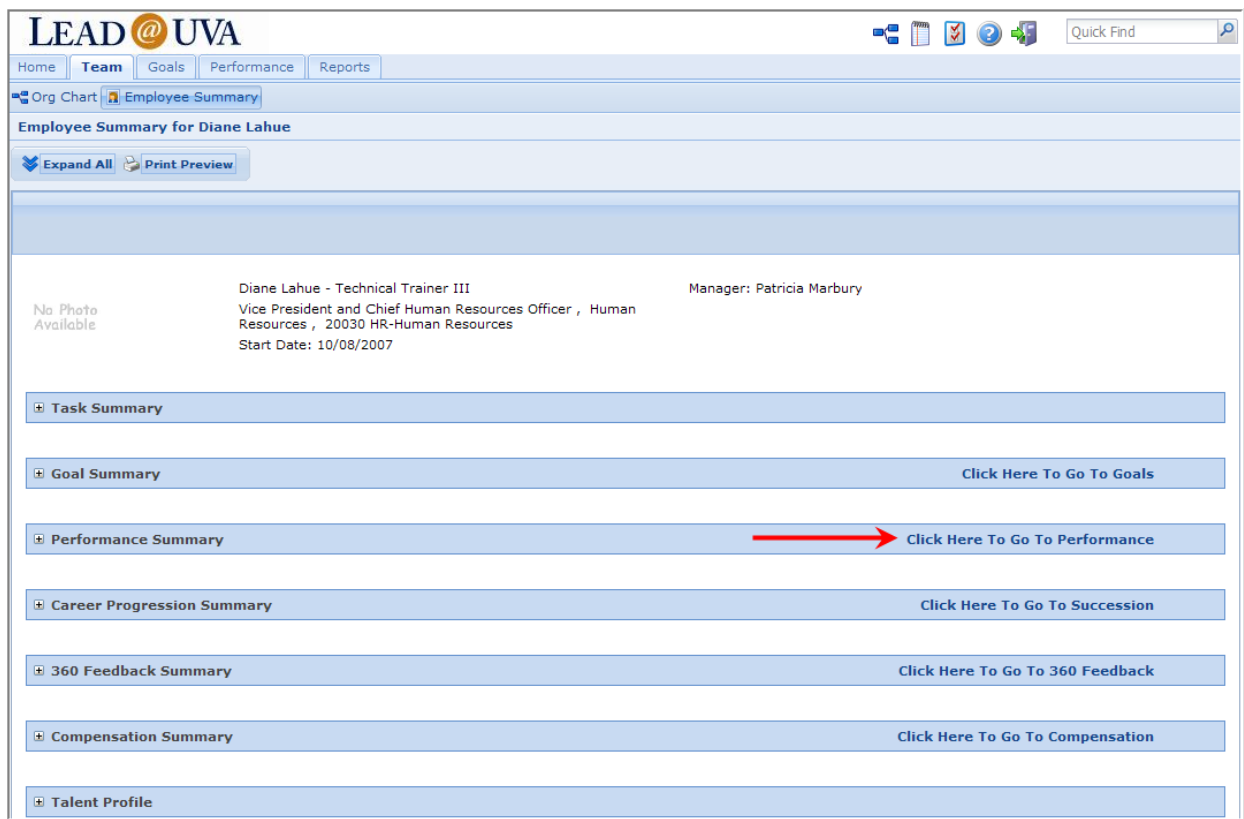 LEAD@UVA
Quick Find
Home Team Goals Performance Reports
Org Chart Employee Summary
Employee Summary for Diane Lahue
Expand All Print Preview
Diane Lahue - Technical Trainer III Manager: Patricia Marbury
No Photo Available
Vice President and Chief Human Resources Officer , Human
Resources , 20030 HR-Human Resources
Start Date: 10/08/2007
Task Summary
Goal Summary Click Here To Go To Goals
Performance Summary Click Here To Go To Performance
Career Progression Summary Click Here To Go To Succession
360 Feedback Summary Click Here To Go To 360 Feedback
Compensation Summary Click Here To Go To Compensation
Talent Profile